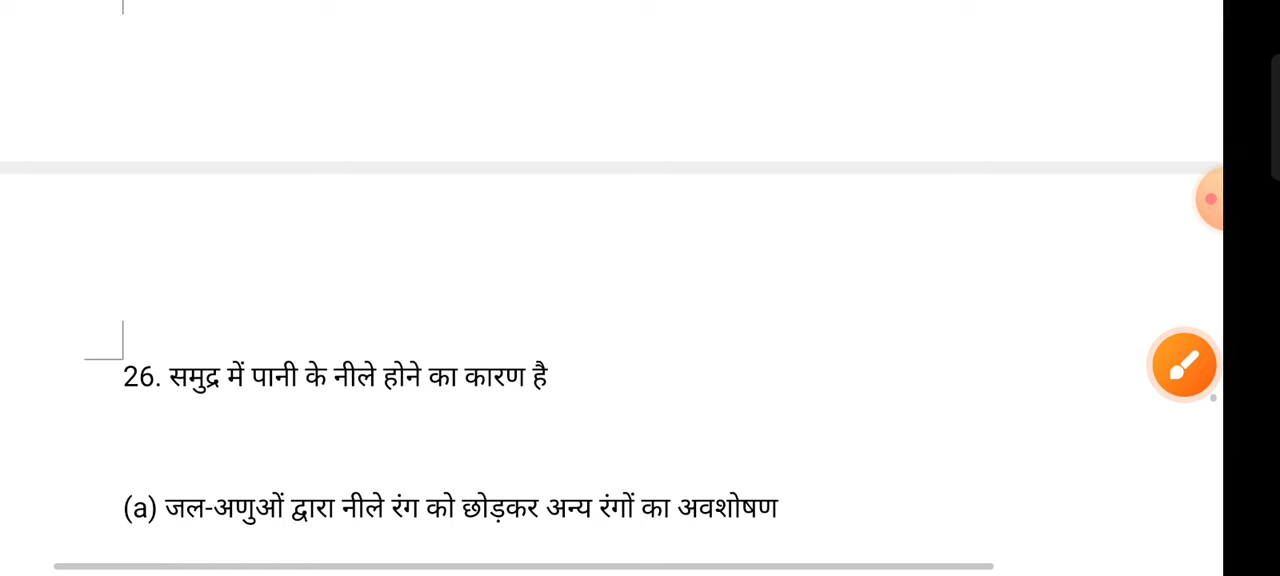 26. समुद्र में पानी के नीले होने का कारण है
(a) जल-अणुओं द्वारा नीले रंग को छोड़कर अन्य रंगों का अवशोषण